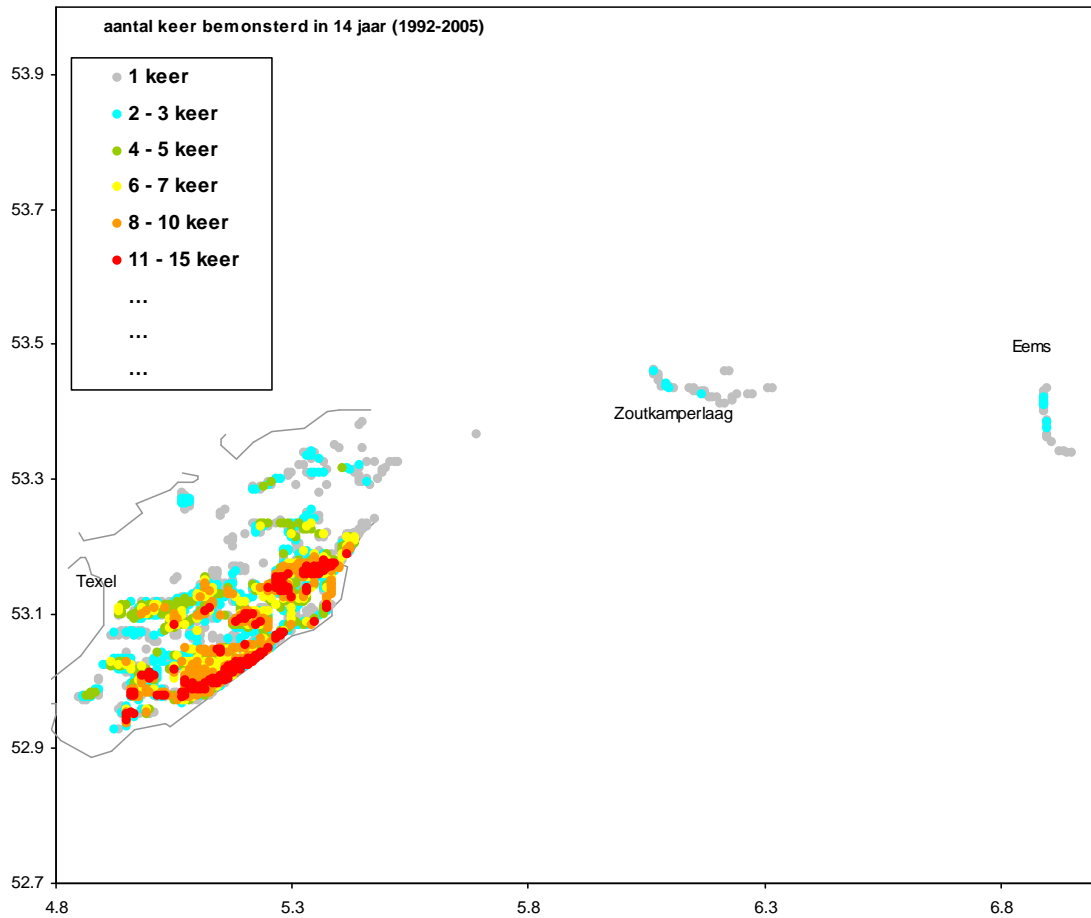 aantal keer bemonsterd in 14 jaar (1992-2005)
1 keer
2 - 3 keer
4 - 5 keer
6 - 7 keer
8 - 10 keer
11 - 15 keer
...
...
...
53.9
53.7
53.5
53.3
53.1
52.9
52.7
Eems
Zoutkamperlaag
Texel
4.8
5.3
5.8
6.3
6.8